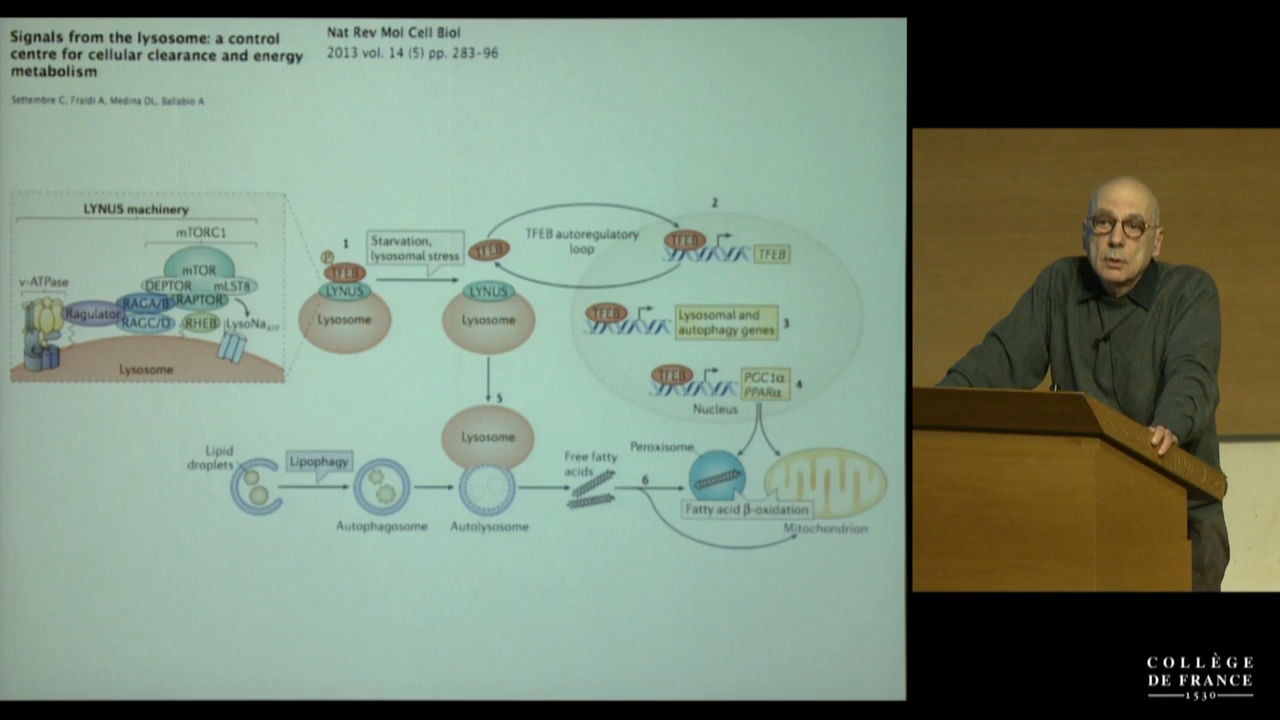 Signals from the lysosome: a control
centre for cellular clearance and energy
metabolism
Nat Rev Mol Cell Biol
2013 vol. 14 (5) pp. 283-96
Settembre C, Fraldi A, Medina DL, Ballabio A
LYNUS machinery
mTORC1
mTOR
DEPTOR
mLST8
v-ATPase
Ragulator
RAGA/B
RAPTOR
RAGC/D
RHEB
LysoNaATP
Lysosome
1
P
TFEB
LYNUS
Lysosome
Starvation,
lysosomal stress
TFEB
LYNUS
Lysosome
TFEB autoregulatory
loop
2
TFEB
TFEB
TFEB
Lysosomal and
autophagy genes
3
TFEB
PGC1α
PPARα
4
Nucleus
5
Lysosome
Lipid
droplets
Lipophagy
Autophagosome
Autolysosome
Free fatty
acids
6
Peroxisome
Fatty acid β-oxidation
Mitochondrion
COLLÈGE
DE FRANCE
1530